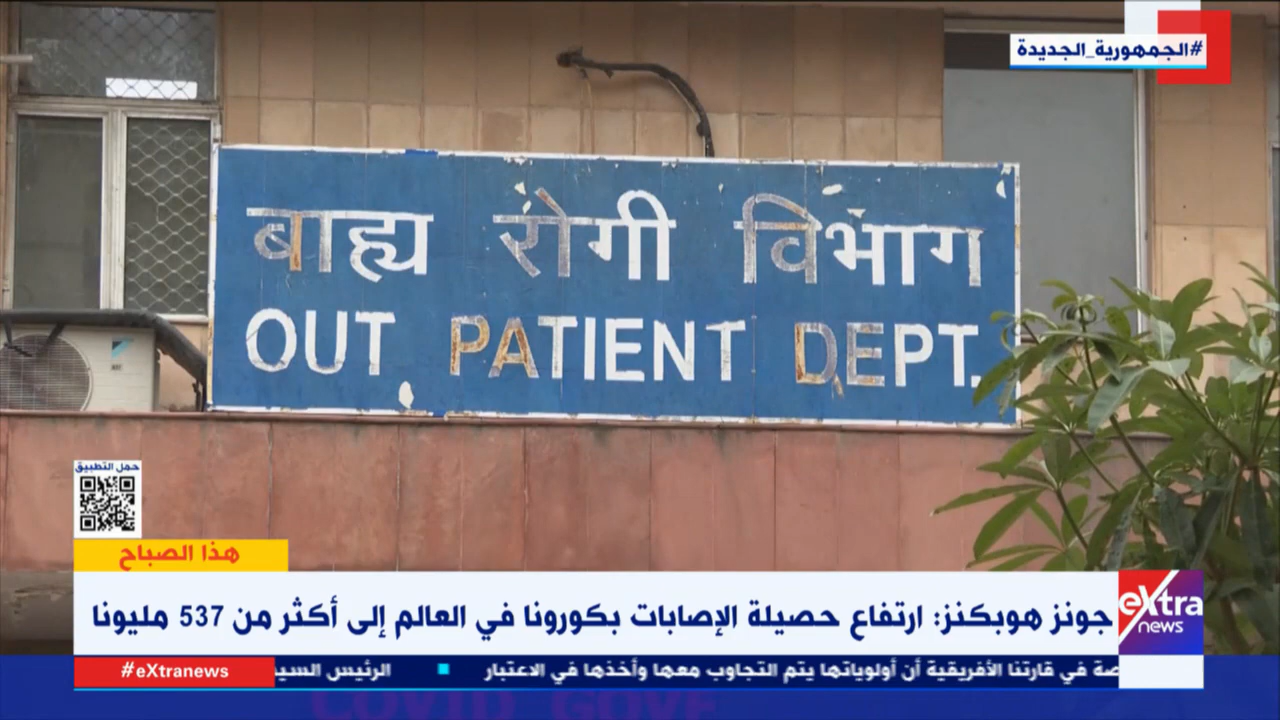 #الجمهورية_الجديدة
बाह्य रोगी विभाग
OUT PATIENT DEPT.
حمل التطبيق
هذا الصباح
جونز هوبكنز: ارتفاع حصيلة الإصابات بكورونا في العالم إلى أكثر من 537 مليونا
eXtra
news
#eXtranews
في قارتنا الأفريقية أن أولوياتها يتم التجاوب معها وأخذها في الاعتبار ■ الرئيس
COVID